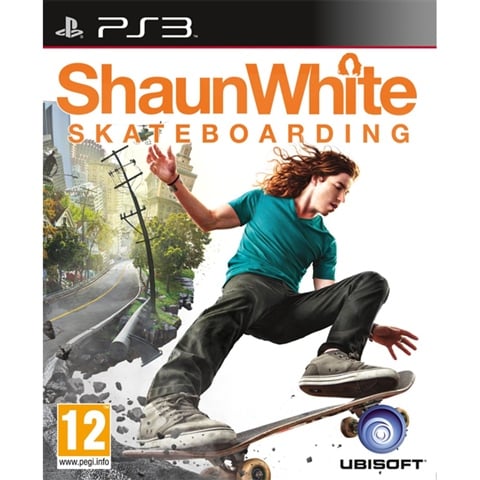 PS3
ShaunWhite
SKATEBOARDING
12
www.pegi.info
UBISOFT